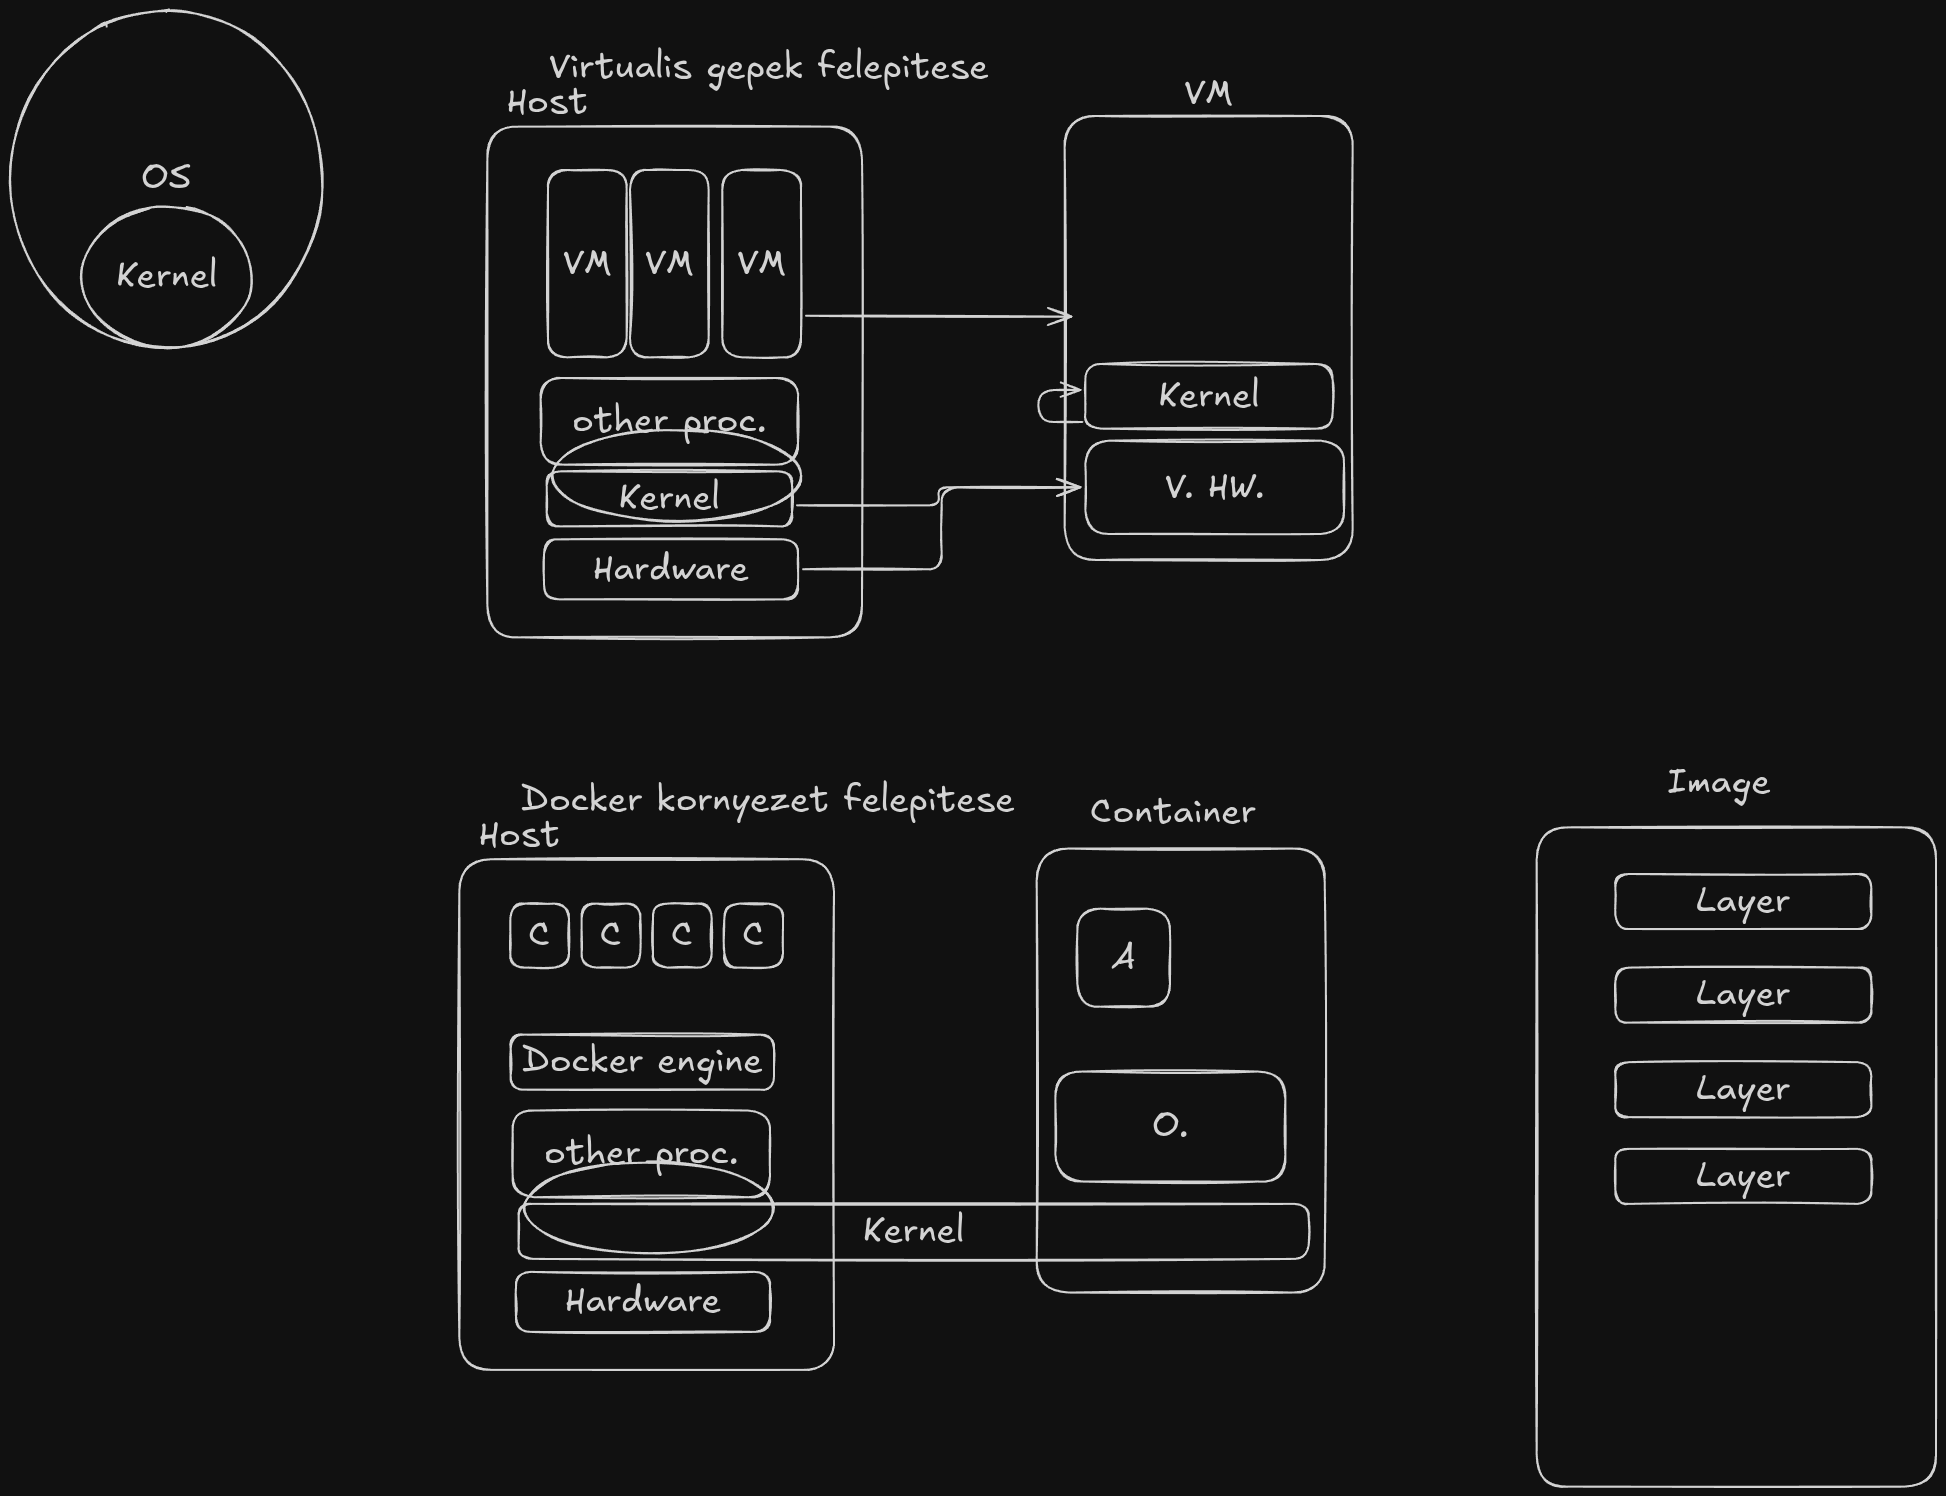 OS
Kernel
Virtualis gepek felepitese
Host
VM
VM
VM
other proc.
Kernel
Hardware
VM
Kernel
V. HW.
Docker kornyezet felepitese
Host
C
C
C
C
Docker engine
other proc.
Kernel
Hardware
Container
A
O.
Image
Layer
Layer
Layer
Layer